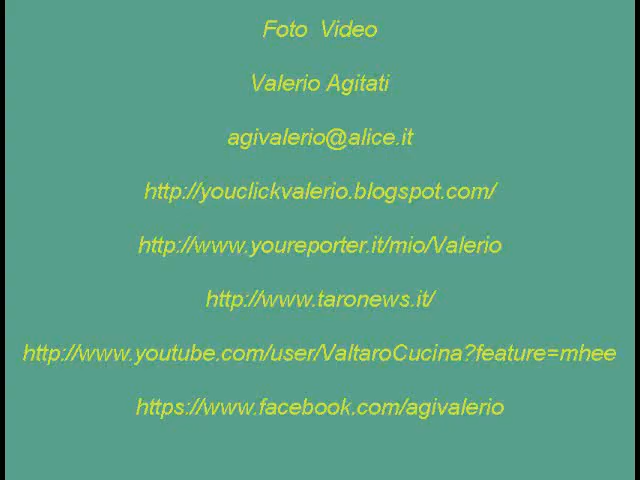 Foto Video
Valerio Agitati
agivalerio@alice.it
http://youclickvalerio.blogspot.com/
http://www.youreporter.it/mio/Valerio
http://www.taronews.it/
http://www.youtube.com/user/ValtaroCucina?feature=mhee
https://www.facebook.com/agivalerio